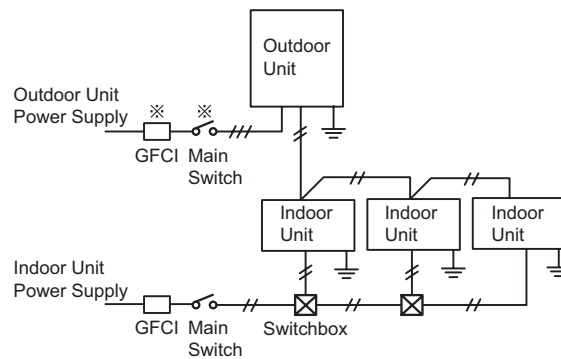 Outdoor
Unit
※ ※
Outdoor Unit
Power Supply
GFCI Main
Switch
Indoor
Unit
Indoor
Unit
Indoor
Unit
Indoor Unit
Power Supply
GFCI Main
Switch
Switchbox